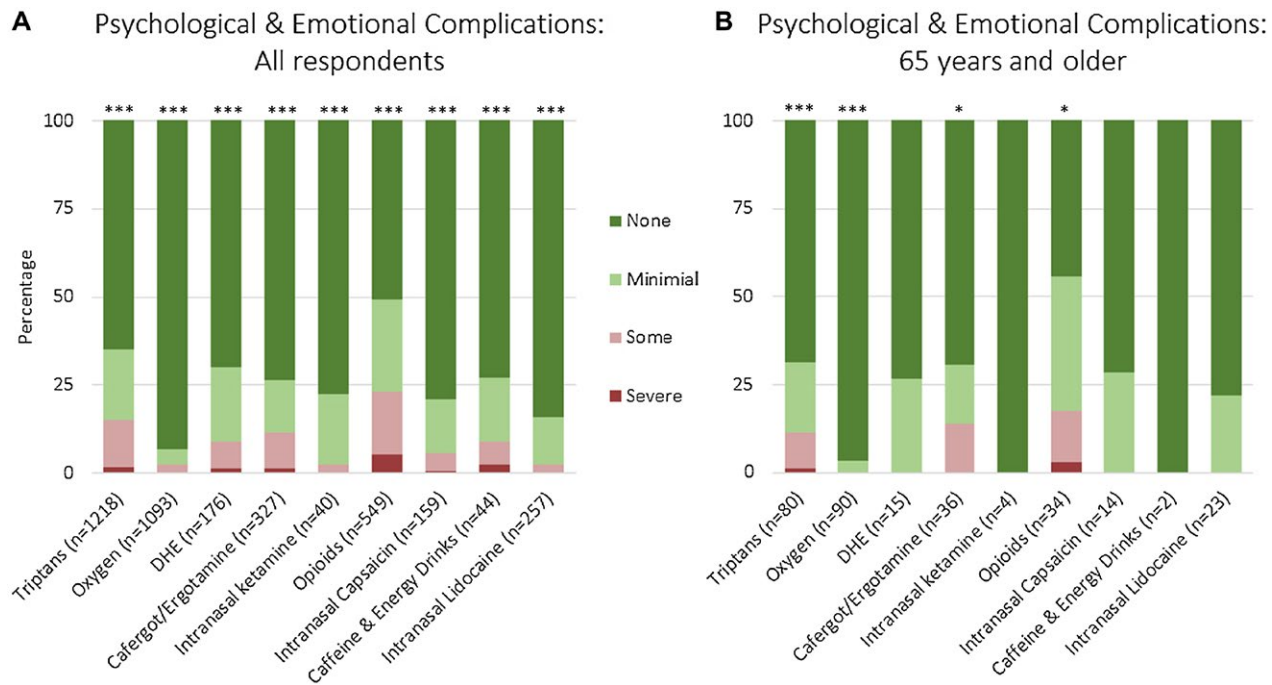 A
Psychological & Emotional Complications:
All respondents
*** *** *** *** *** *** *** *** ***
100
75
50
25
0
Percentage
Triptans (n=1218)
Oxygen (n=1093)
DHE (n=176)
Cafergot/Ergotamine (n=327)
Intranasal ketamine (n=40)
Opioids (n=549)
Intranasal Capsaicin (n=159)
Caffeine & Energy Drinks (n=44)
Intranasal Lidocaine (n=257)
None
Minimial
Some
Severe
B
Psychological & Emotional Complications:
65 years and older
*** *** * *
100
75
50
25
0
Triptans (n=80)
Oxygen (n=90)
DHE (n=15)
Cafergot/Ergotamine (n=36)
Intranasal ketamine (n=4)
Opioids (n=34)
Intranasal Capsaicin (n=14)
Caffeine & Energy Drinks (n=2)
Intranasal Lidocaine (n=23)